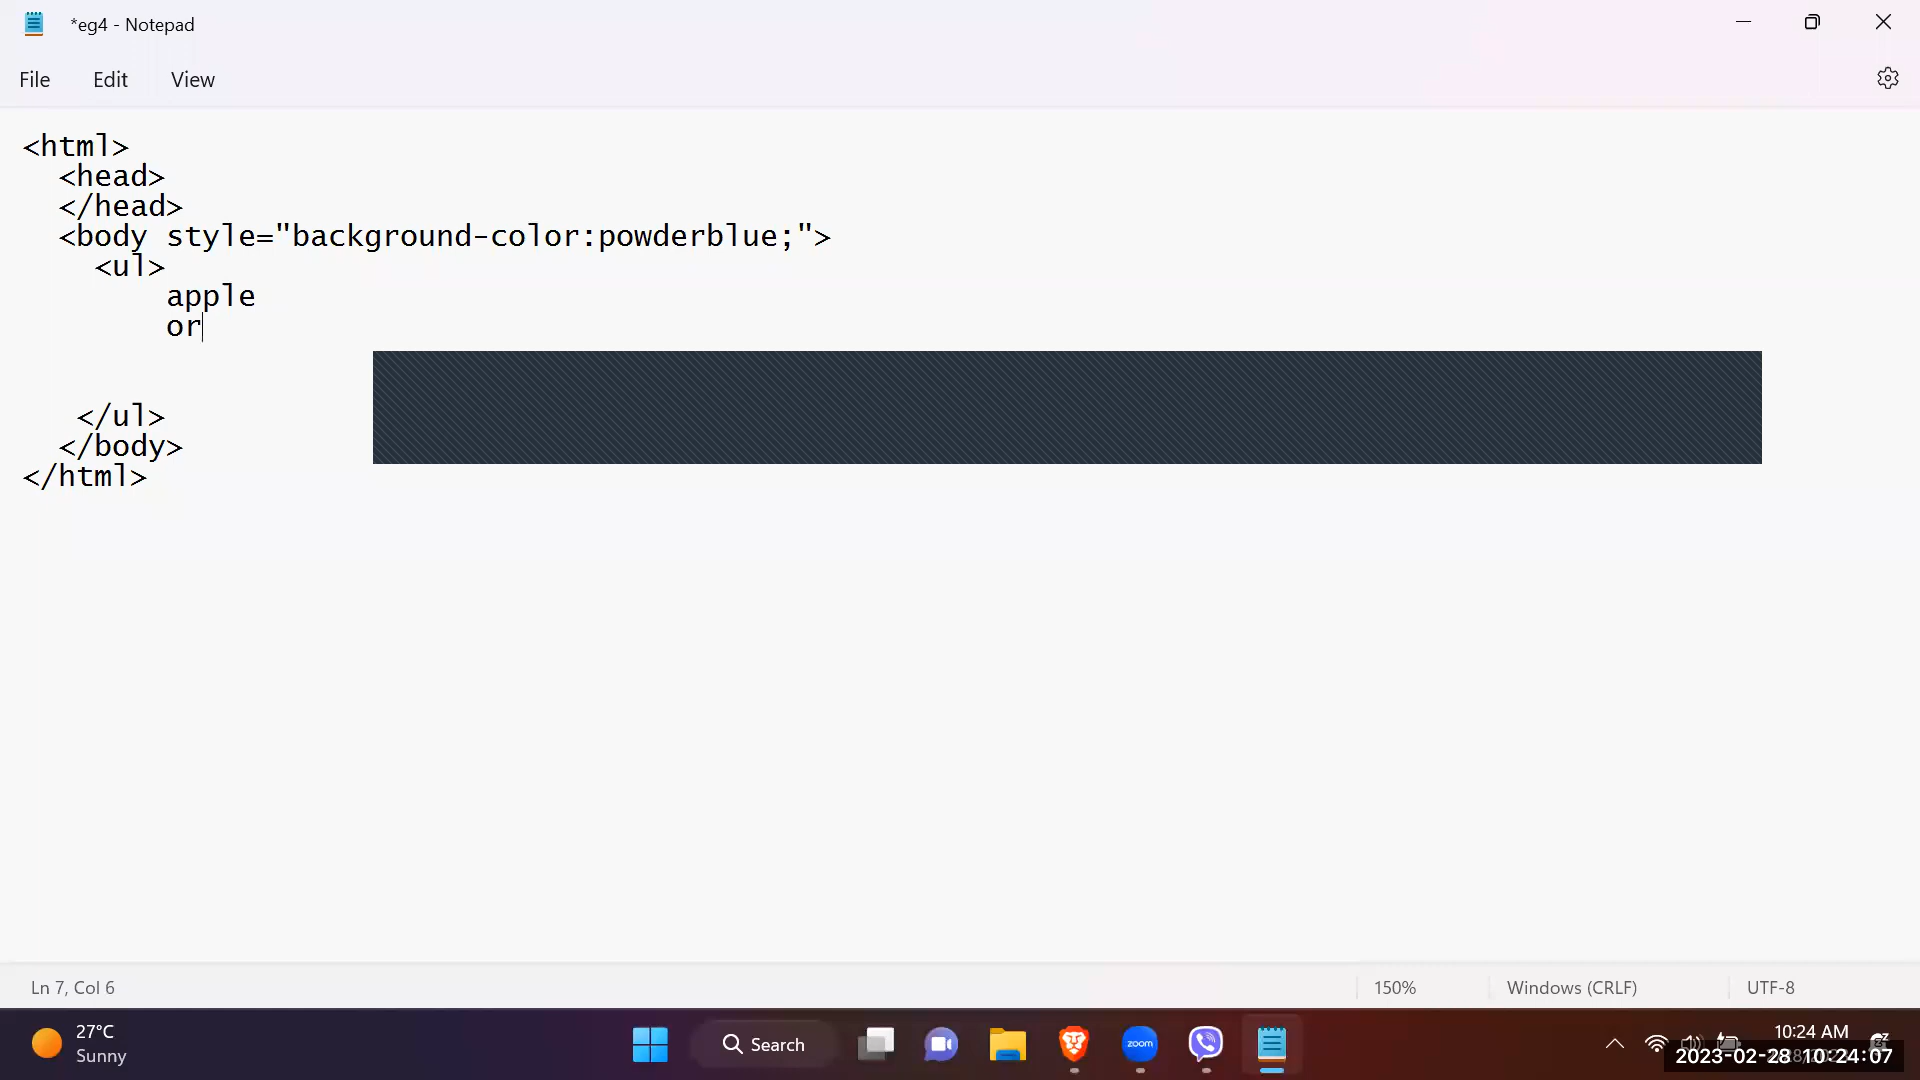 *eg4 - Notepad
File Edit View
<html>
<head>
</head>
<body style="background-color:powderblue;">
<ul>
apple
or
</ul>
</body>
</html>
Ln 7, Col 6 150% Windows (CRLF) UTF-8
27°C
Sunny
Search
zoom
10:24 AM
2023-02-28 10:24:07